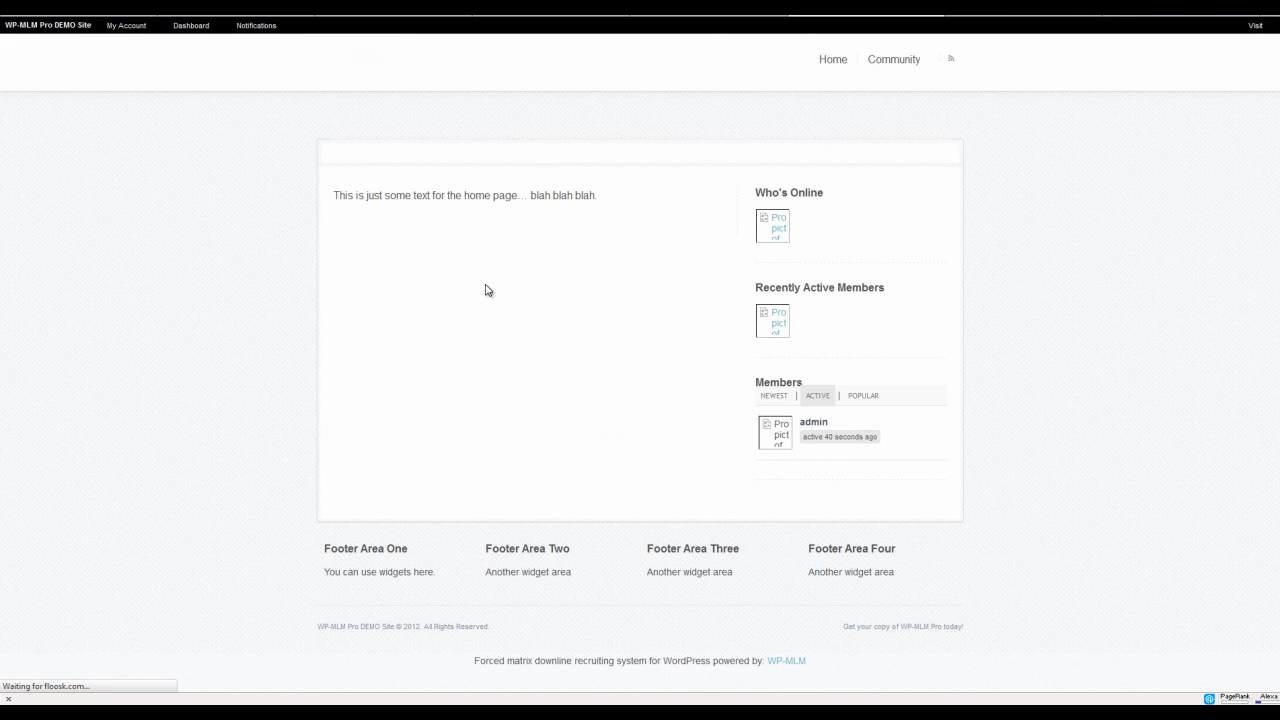 WP-MLM Pro DEMO Site My Account Dashboard Notifications Visit
Home Community
This is just some text for the home page… blah blah blah.
Who's Online
Pro
pict
of
Recently Active Members
Pro
pict
of
Members
NEWEST | ACTIVE | POPULAR
Pro
pict
of
admin
active 40 seconds ago
Footer Area One
You can use widgets here.
Footer Area Two
Another widget area
Footer Area Three
Another widget area
Footer Area Four
Another widget area
WP-MLM Pro DEMO Site © 2012. All Rights Reserved.
Get your copy of WP-MLM Pro today!
Forced matrix downline recruiting system for WordPress powered by: WP-MLM
Waiting for floosk.com...
PageRank Alexa